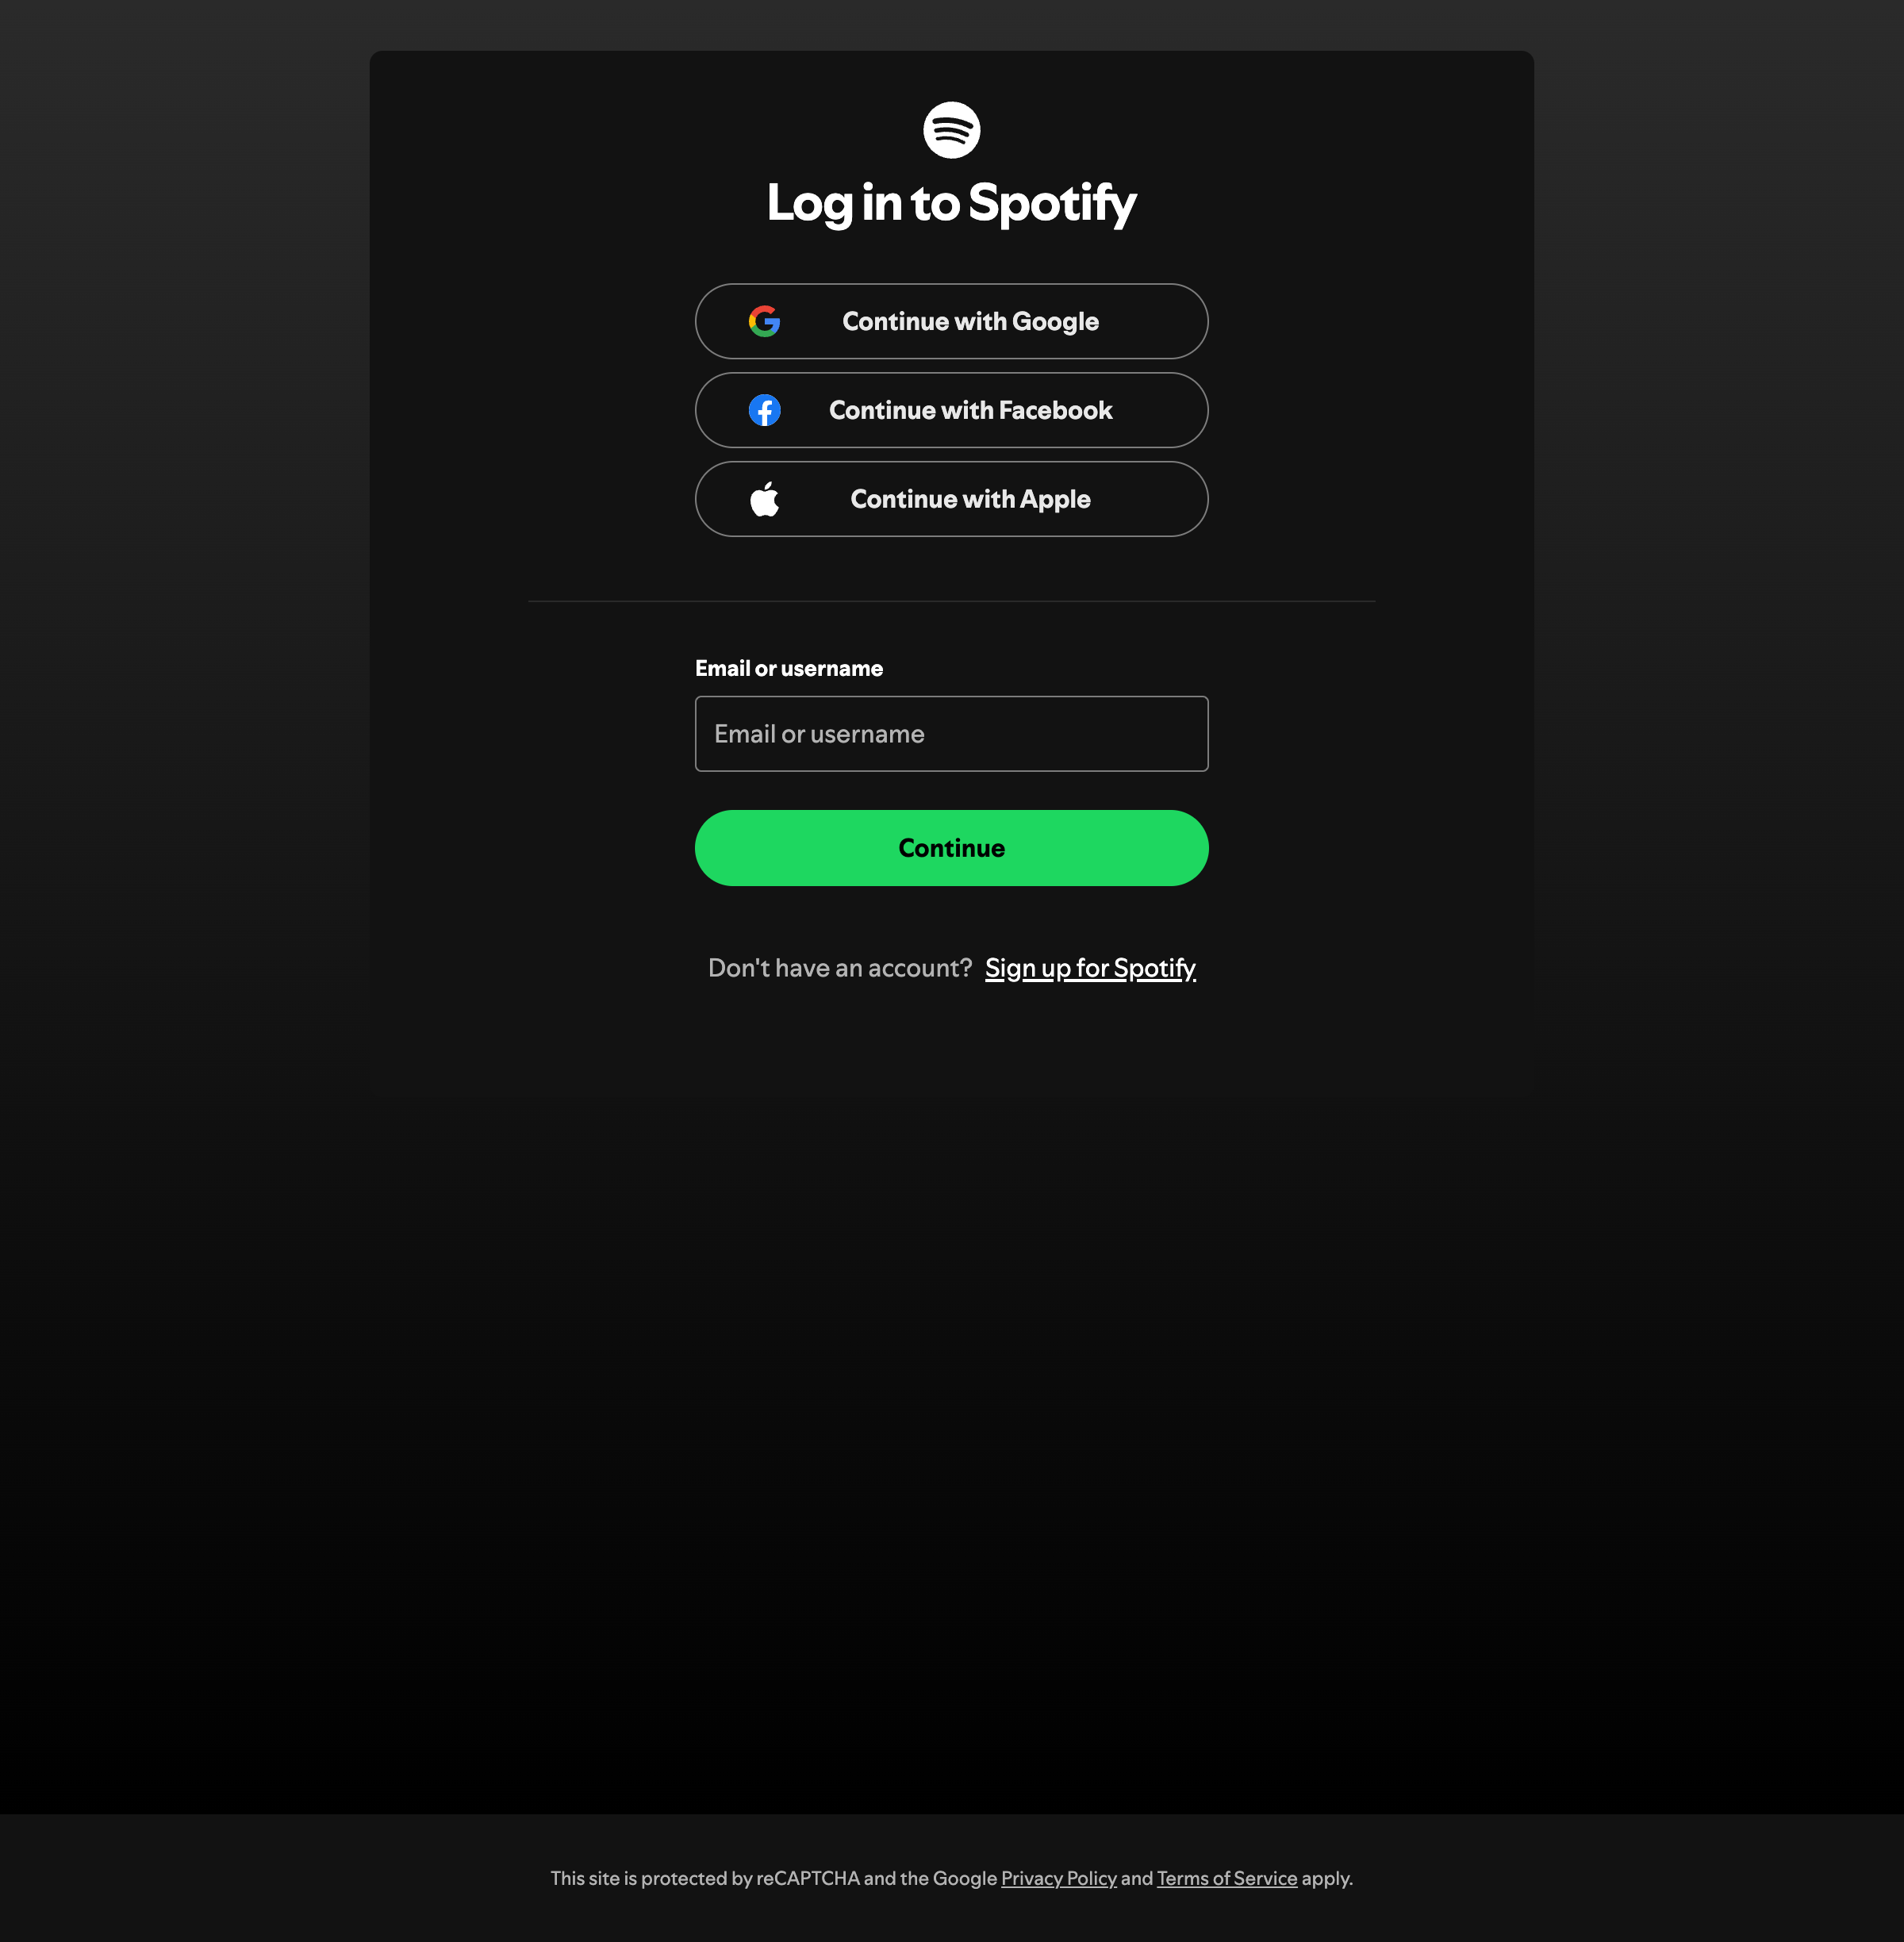 Log in to Spotify
Continue with Google
Continue with Facebook
Continue with Apple
Email or username
Email or username
Continue
Don't have an account? Sign up for Spotify
This site is protected by reCAPTCHA and the Google Privacy Policy and Terms of Service apply.